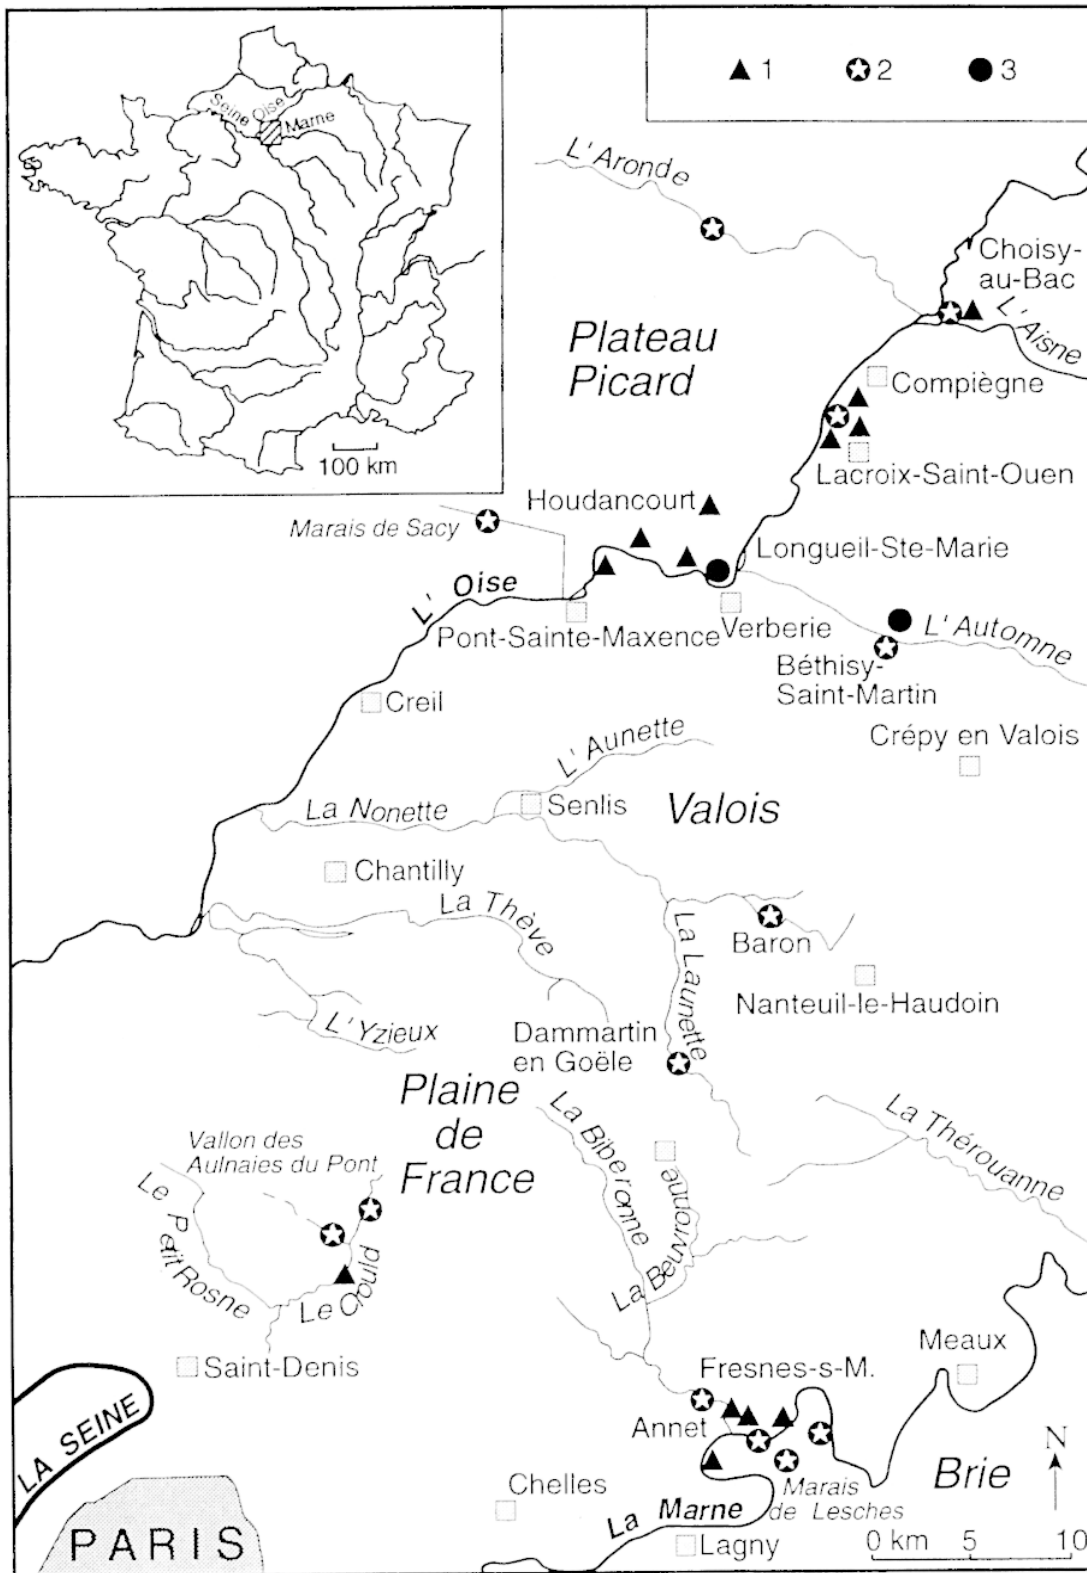 Seine
Oise
Marne
100 km
1
2
3
L'Aronde
Choisy-
au-Bac
L'Aisne
Plateau
Picard
Compiègne
Lacroix-Saint-Ouen
Houdancourt
Marais de Sacy
Longueil-Ste-Marie
L'Oise
Pont-Sainte-Maxence
Verberie
L'Automne
Béthisy-
Saint-Martin
Creil
Crépy en Valois
L'Aunette
La Nonette
Senlis
Valois
Chantilly
La Thève
La Launette
Baron
Nanteuil-le-Haudoin
L'Yzieux
Dammartin
en Goële
Plaine
de
France
La Biberonne
La Thérouanne
Vallon des
Aulnaies du Pont
Le Petit Rosne
La Beuvronne
Le Crould
Saint-Denis
Meaux
Fresnes-s-M.
Annet
LA SEINE
Chelles
Marais
de Lesches
Brie
N
La Marne
Lagny
0 km 5 10
PARIS